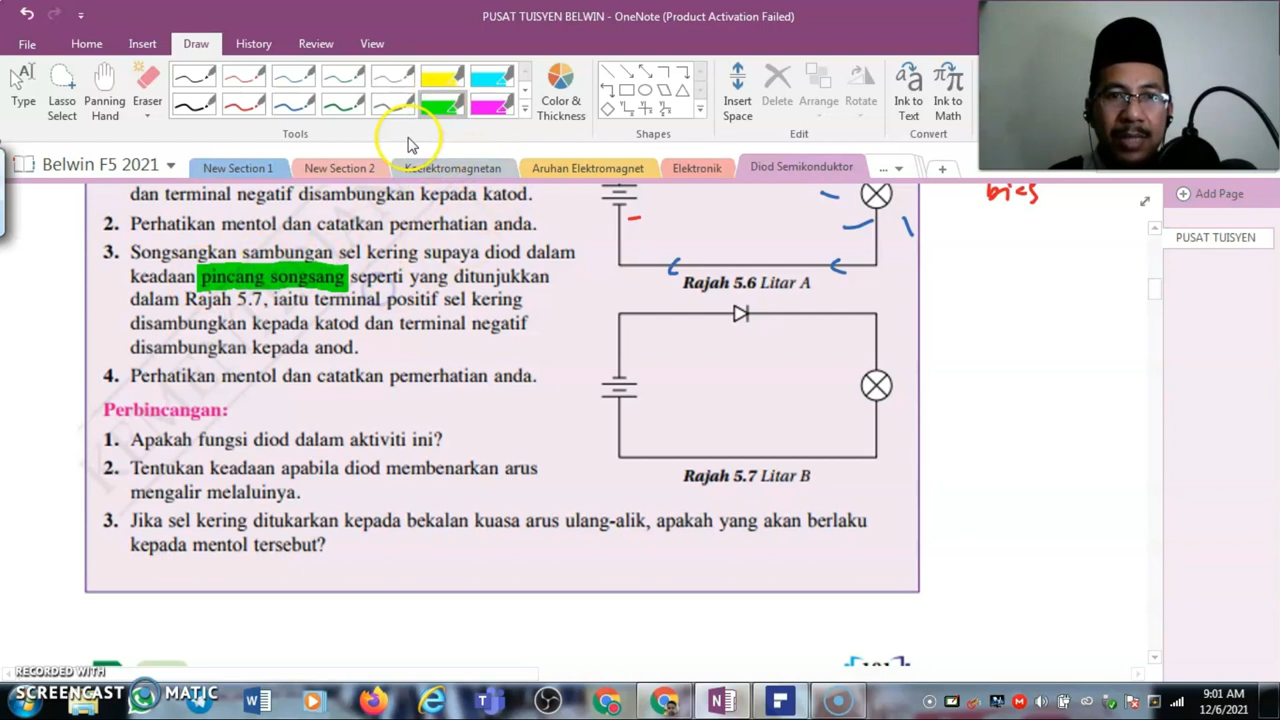 PUSAT TUISYEN BELWIN - OneNote (Product Activation Failed)
File Home Insert Draw History Review View
Type
Lasso Select
Panning Hand
Eraser
Color & Thickness
Insert Space
Delete
Arrange
Rotate
Ink to Text
Ink to Math
Tools Shapes Edit Convert
Belwin F5 2021 New Section 1 New Section 2 Keelektromagnetan Aruhan Elektromagnet Elektronik Diod Semikonduktor
Add Page
PUSAT TUISYEN
dan terminal negatif disambungkan kepada katod.
bias
2. Perhatikan mentol dan catatkan pemerhatian anda.
3. Songsangkan sambungan sel kering supaya diod dalam
keadaan pincang songsang seperti yang ditunjukkan
dalam Rajah 5.7, iaitu terminal positif sel kering
disambungkan kepada katod dan terminal negatif
disambungkan kepada anod.
4. Perhatikan mentol dan catatkan pemerhatian anda.
Rajah 5.6 Litar A
Rajah 5.7 Litar B
Perbincangan:
1. Apakah fungsi diod dalam aktiviti ini?
2. Tentukan keadaan apabila diod membenarkan arus
mengalir melaluinya.
3. Jika sel kering ditukarkan kepada bekalan kuasa arus ulang-alik, apakah yang akan berlaku
kepada mentol tersebut?
RECORDED WITH
SCREENCAST MATIC
9:01 AM
12/6/2021